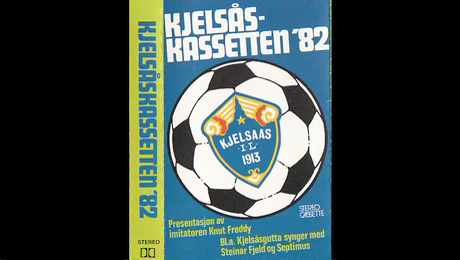 KJELSÅSKASSETTEN '82
STEREO
KJELSÅS-
KASSETTEN '82
KJELSAAS
I.L.
1913
STEREO
CASSETTE
Presentasjon av
imitatoren Knut Freddy
Bl.a. Kjelsåsgutta synger med
Steinar Fjeld og Septimus